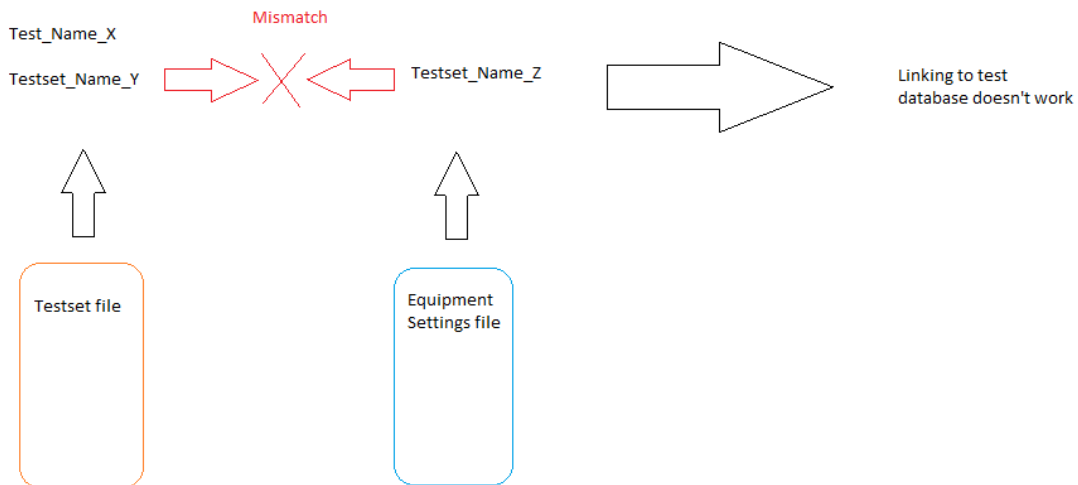 Mismatch
Test_Name_X
Testset_Name_Y
Testset_Name_Z
Linking to test
database doesn't work
Testset file
Equipment
Settings file